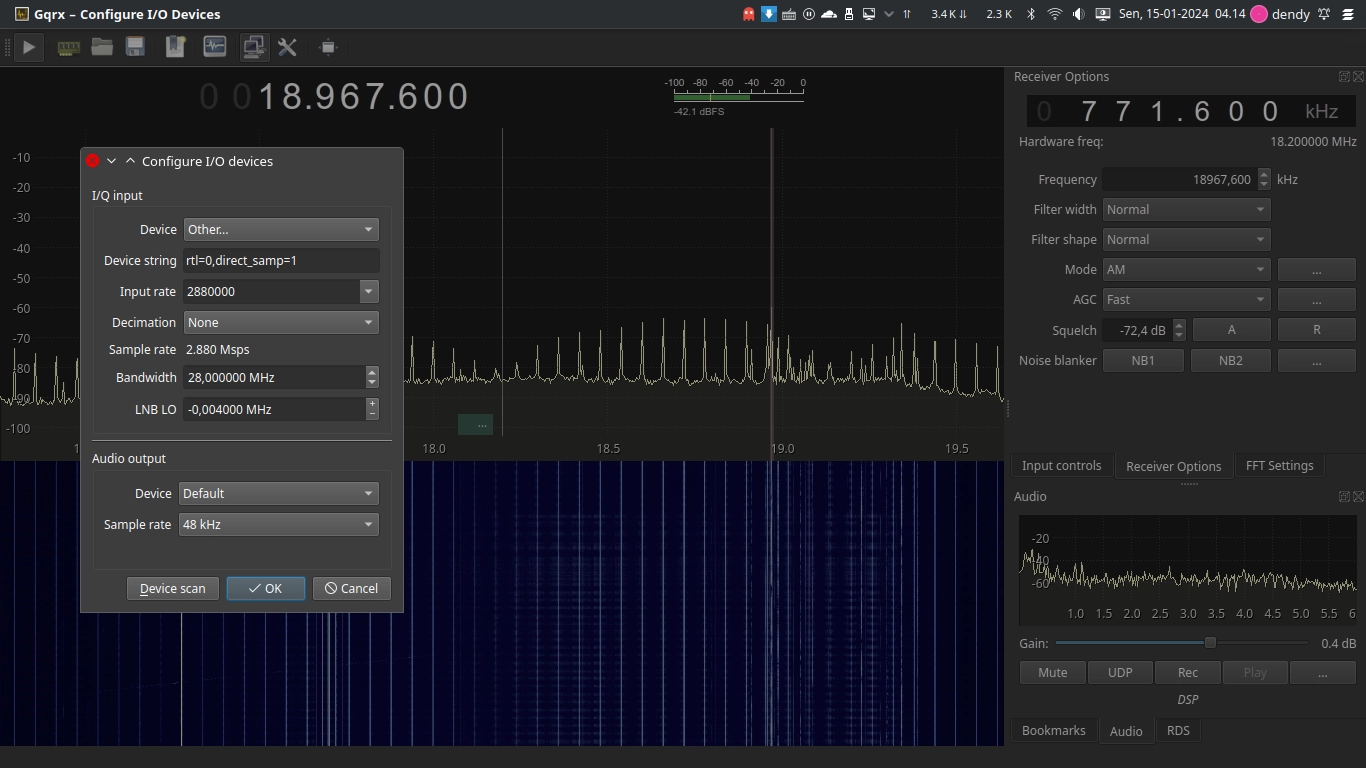 Gqrx – Configure I/O Devices
3.4 K
2.3 K
Sen, 15-01-2024 04.14
dendy
0 018.967.600
-100 -80 -60 -40 -20 0
-42.1 dBFS
Receiver Options
0 771.600 kHz
Hardware freq: 18.200000 MHz
Frequency 18967,600 kHz
Filter width Normal
Filter shape Normal
Mode AM ...
AGC Fast ...
Squelch -72,4 dB A R
Noise blanker NB1 NB2 ...
Input controls Receiver Options FFT Settings
-10
-20
-30
-40
-50
-60
-70
-80
-90
-100
...
18.0 18.5 19.0 19.5
Configure I/O devices
I/Q input
Device Other...
Device string rtl=0,direct_samp=1
Input rate 2880000
Decimation None
Sample rate 2.880 Msps
Bandwidth 28,000000 MHz
LNB LO -0,004000 MHz
Audio output
Device Default
Sample rate 48 kHz
Device scan OK Cancel
Audio
-20
-40
-60
1.0 1.5 2.0 2.5 3.0 3.5 4.0 4.5 5.0 5.5 6
Gain: 0.4 dB
Mute UDP Rec Play ...
DSP
Bookmarks Audio RDS